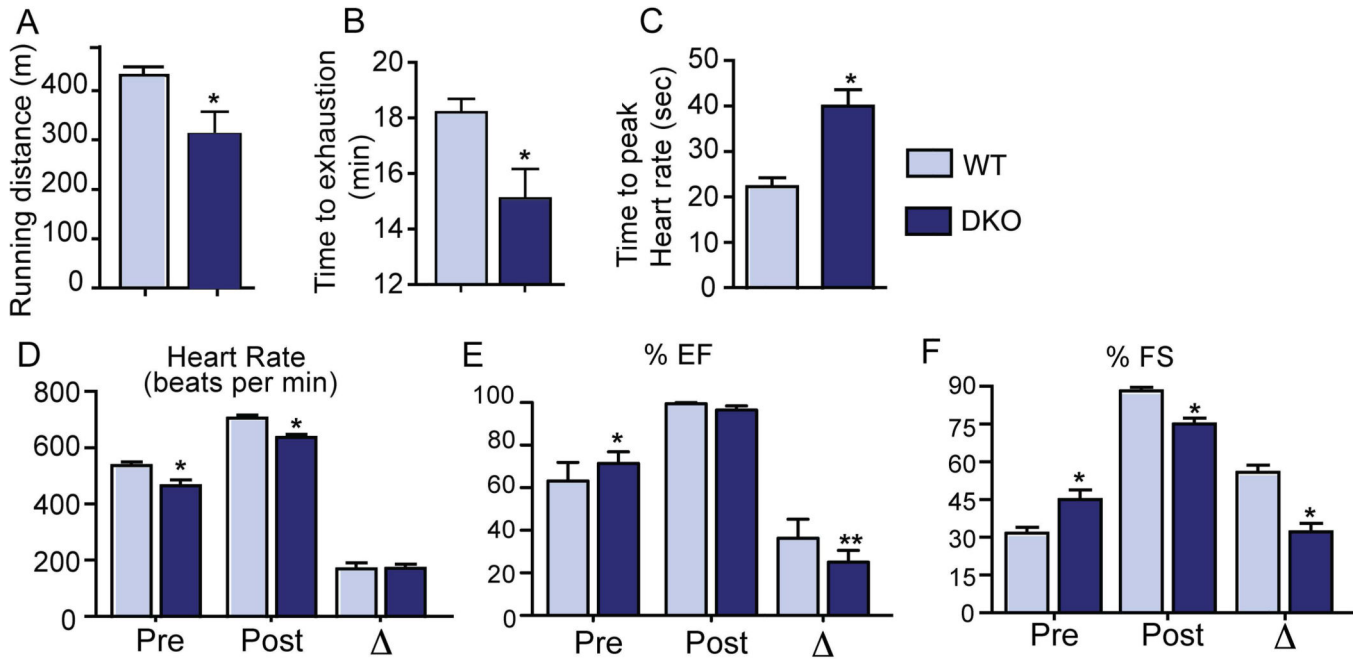 A
Running distance (m)
400
300
200
100
0
*
B
Time to exhaustion
(min)
20
18
16
14
12
*
C
Time to peak
Heart rate (sec)
50
40
30
20
10
0
*
WT
DKO
D
Heart Rate
(beats per min)
800
600
400
200
0
*
*
Pre Post Δ
E
% EF
100
80
60
40
20
0
*
**
Pre Post Δ
F
% FS
90
75
60
45
30
15
0
*
*
*
Pre Post Δ